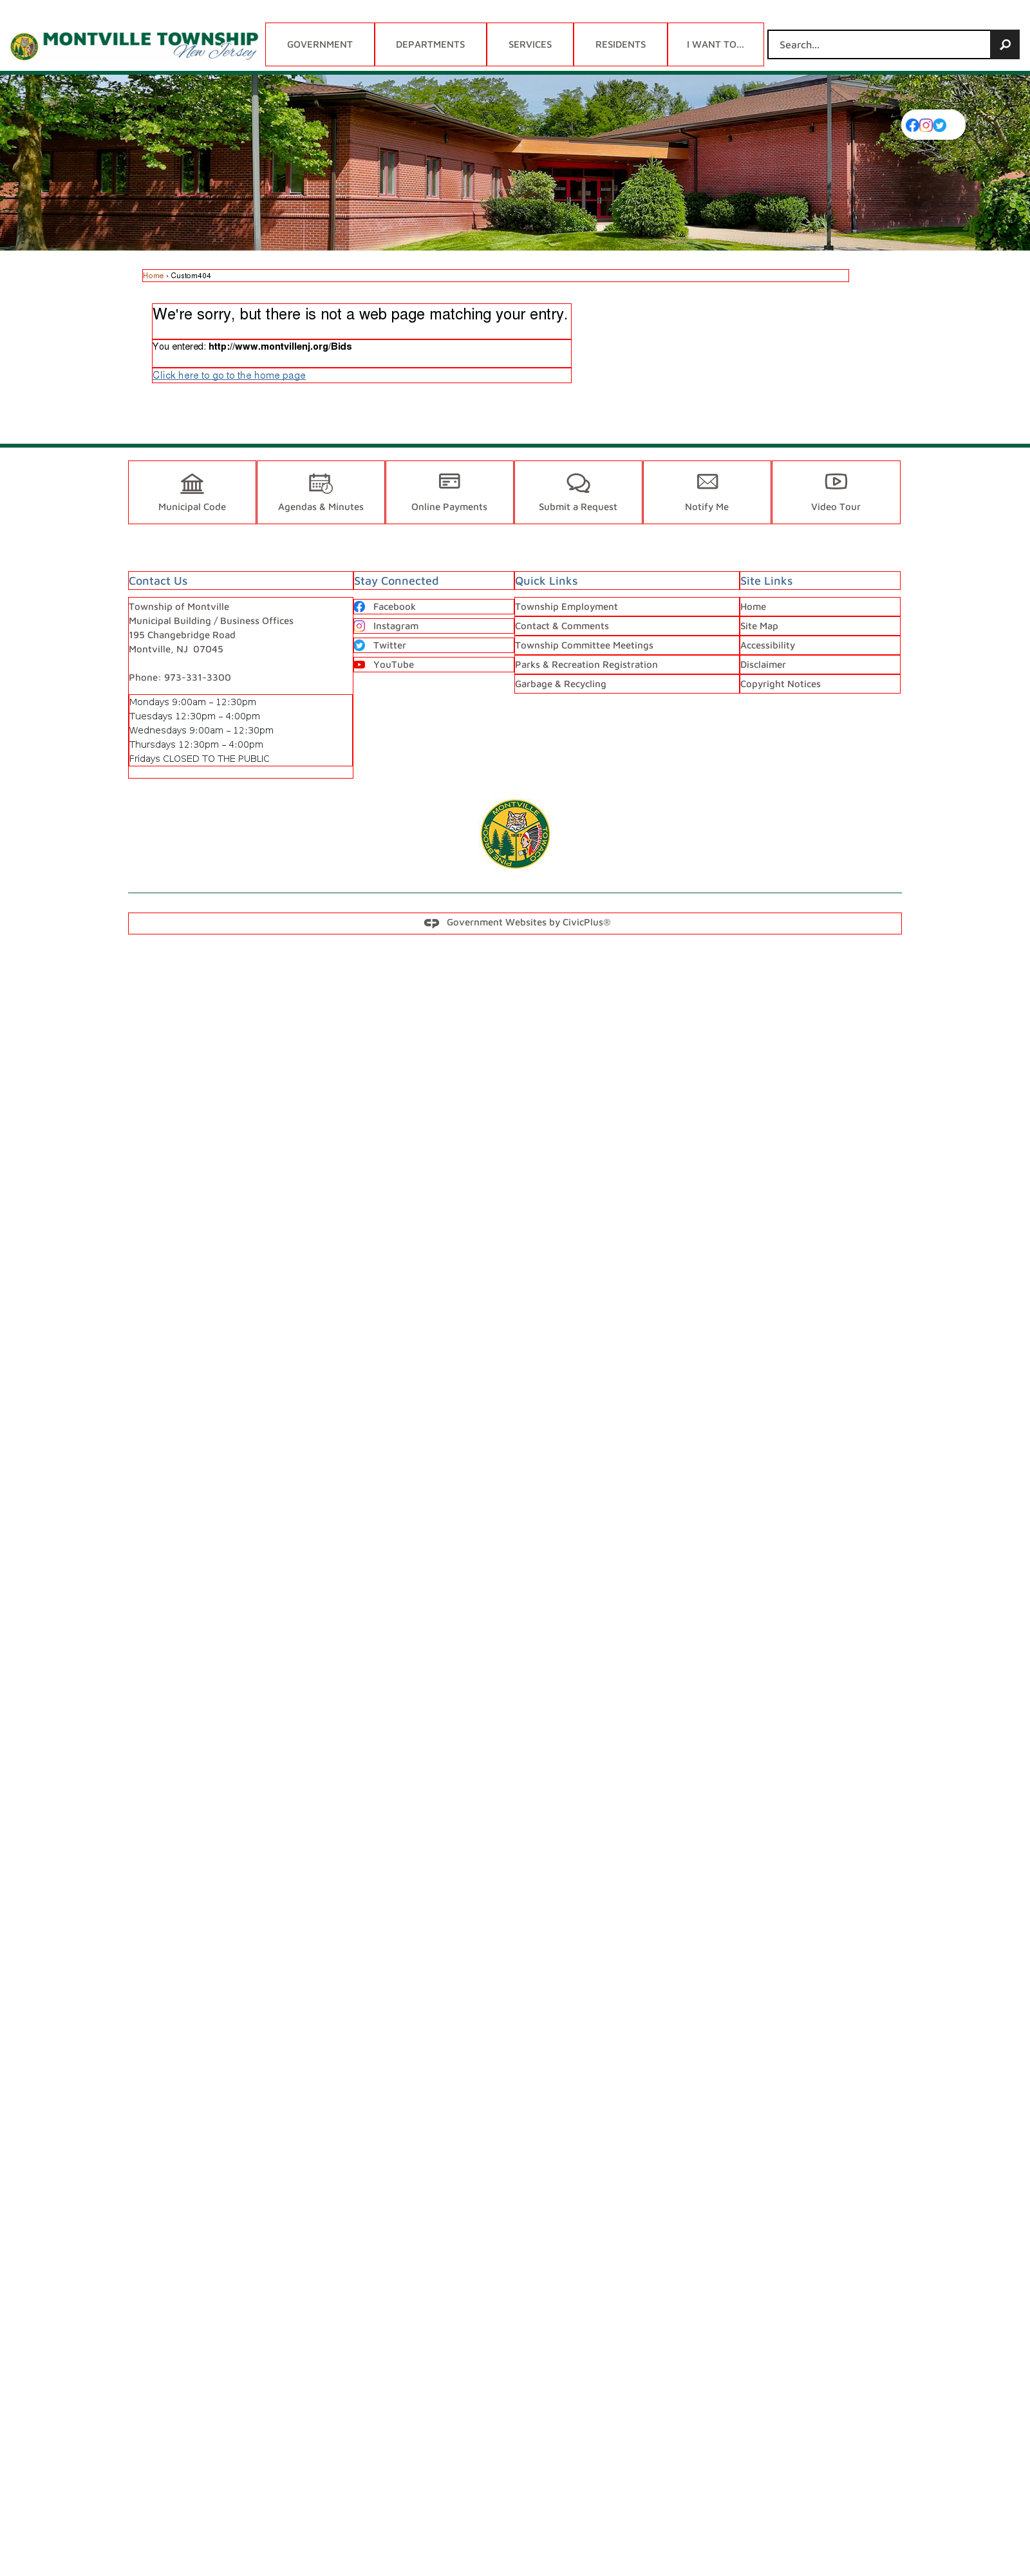 MONTVILLE TOWNSHIP
New Jersey
GOVERNMENT
DEPARTMENTS
SERVICES
RESIDENTS
I WANT TO...
Search...
Home › Custom404
We're sorry, but there is not a web page matching your entry.
You entered: http://www.montvillenj.org/Bids
Click here to go to the home page
Municipal Code
Agendas & Minutes
Online Payments
Submit a Request
Notify Me
Video Tour
Contact Us
Township of Montville
Municipal Building / Business Offices
195 Changebridge Road
Montville, NJ 07045
Phone: 973-331-3300
Mondays 9:00am – 12:30pm
Tuesdays 12:30pm – 4:00pm
Wednesdays 9:00am – 12:30pm
Thursdays 12:30pm – 4:00pm
Fridays CLOSED TO THE PUBLIC
Stay Connected
Facebook
Instagram
Twitter
YouTube
Quick Links
Township Employment
Contact & Comments
Township Committee Meetings
Parks & Recreation Registration
Garbage & Recycling
Site Links
Home
Site Map
Accessibility
Disclaimer
Copyright Notices
MONTVILLE
TOWACO
PINE BROOK
Government Websites by CivicPlus®